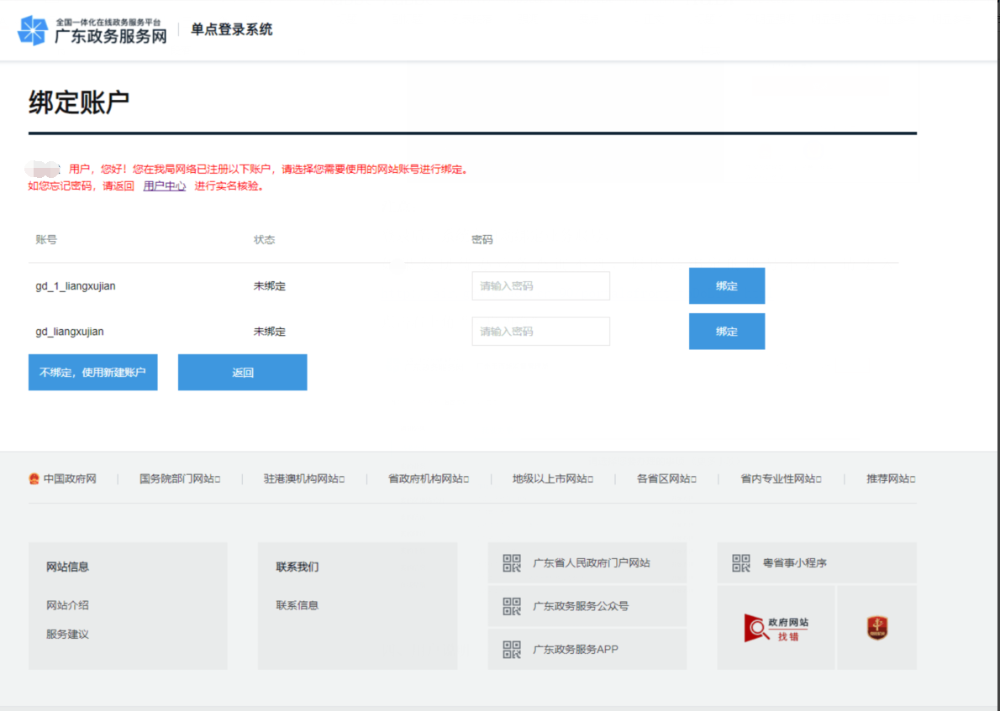 全国一体化在线政务服务平台
广东政务服务网
单点登录系统
绑定账户
用户，您好！您在我局网络已注册以下账户，请选择您需要使用的网站账号进行绑定。
如您忘记密码，请返回 用户中心 进行实名核验。
账号 状态 密码
gd_1_liangxujian 未绑定 请输入密码 绑定
gd_liangxujian 未绑定 请输入密码 绑定
不绑定，使用新建账户 返回
中国政府网 国务院部门网站 驻港澳机构网站 省政府机构网站 地级以上市网站 各省区网站 省内专业性网站 推荐网站
网站信息
网站介绍
服务建议
联系我们
联系信息
广东省人民政府门户网站
广东政务服务公众号
广东政务服务APP
粤省事小程序
政府网站
找错